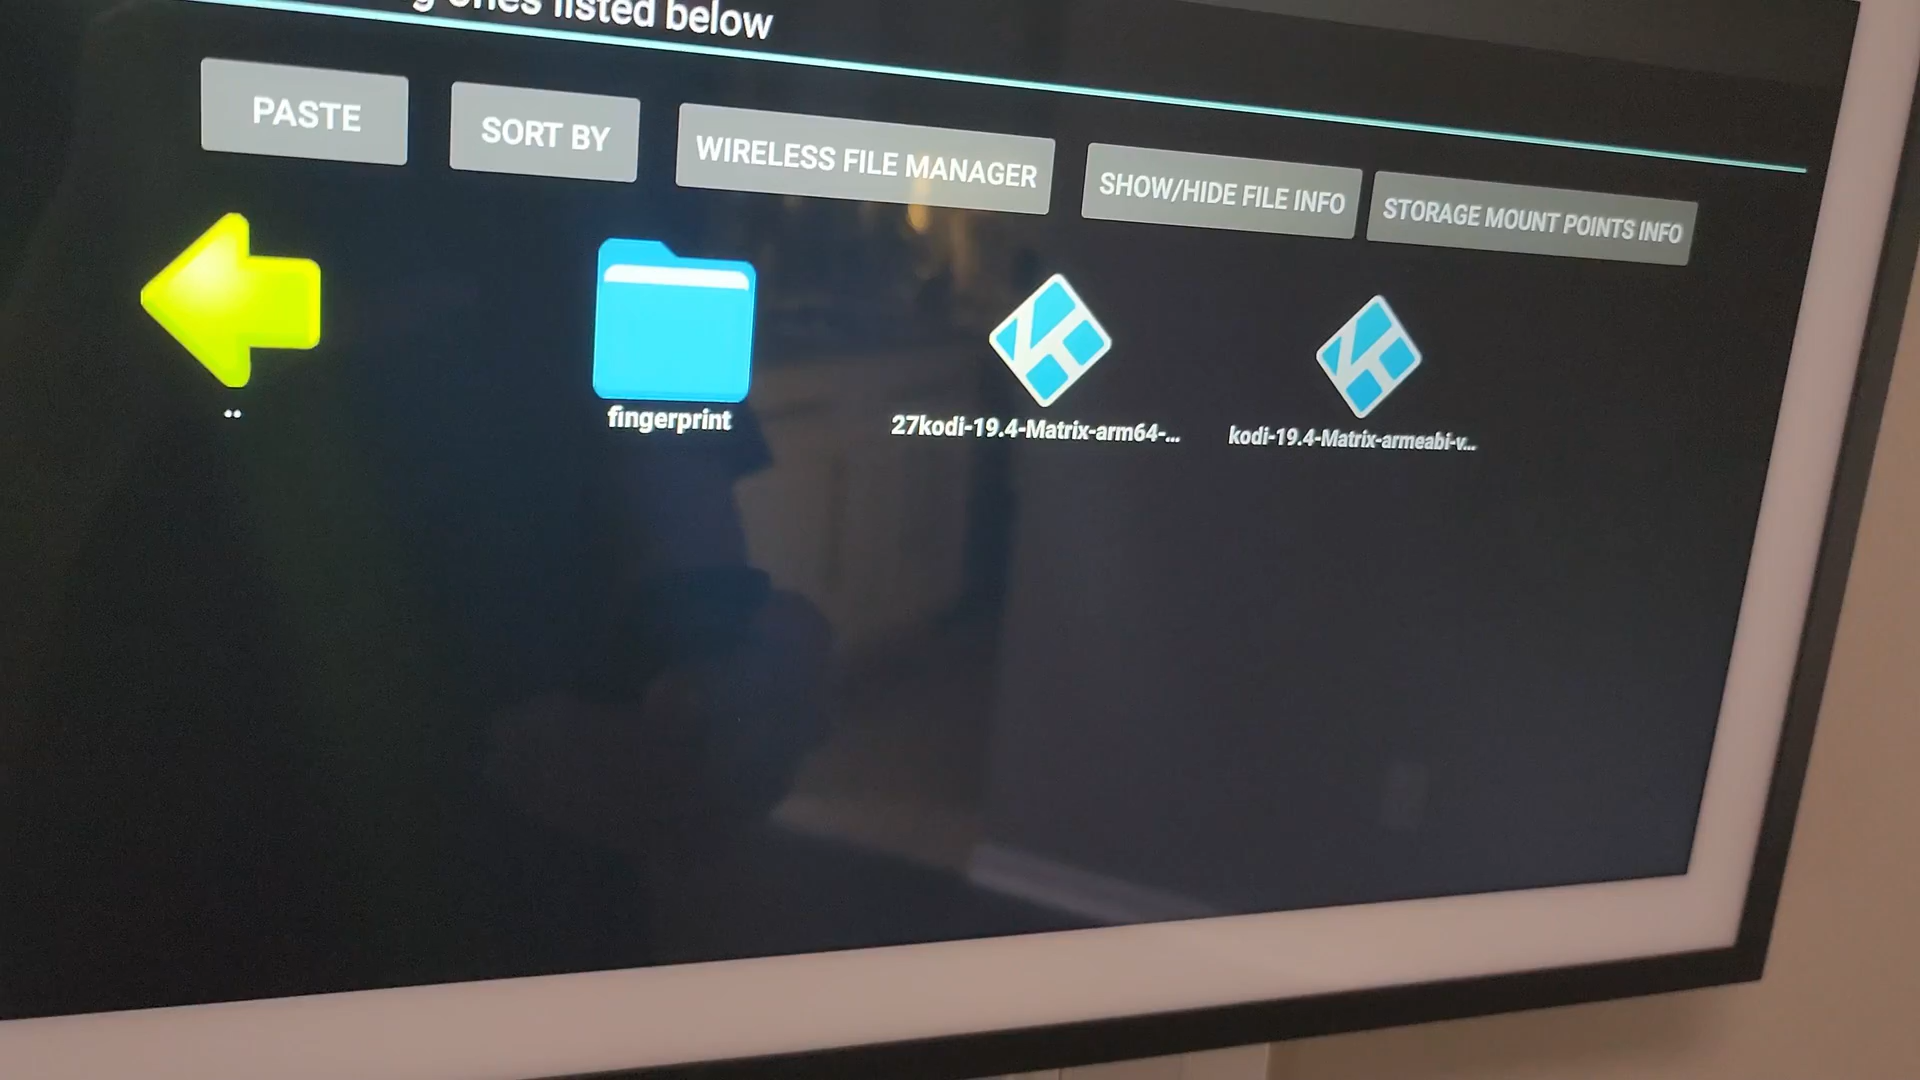 listed below
PASTE
SORT BY
WIRELESS FILE MANAGER
SHOW/HIDE FILE INFO
STORAGE MOUNT POINTS INFO
..
fingerprint
27kodi-19.4-Matrix-arm64-...
kodi-19.4-Matrix-armeabi-v...